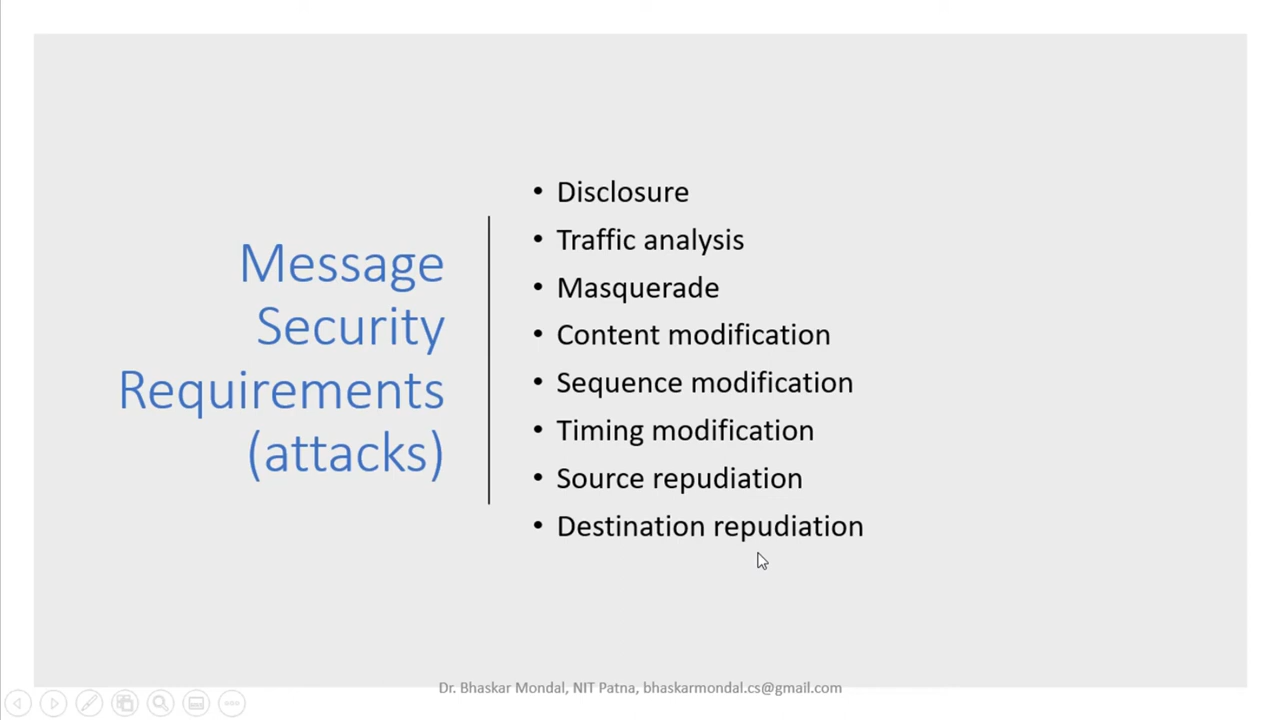 Message
Security
Requirements
(attacks)
• Disclosure
• Traffic analysis
• Masquerade
• Content modification
• Sequence modification
• Timing modification
• Source repudiation
• Destination repudiation
Dr. Bhaskar Mondal, NIT Patna, bhaskarmondal.cs@gmail.com